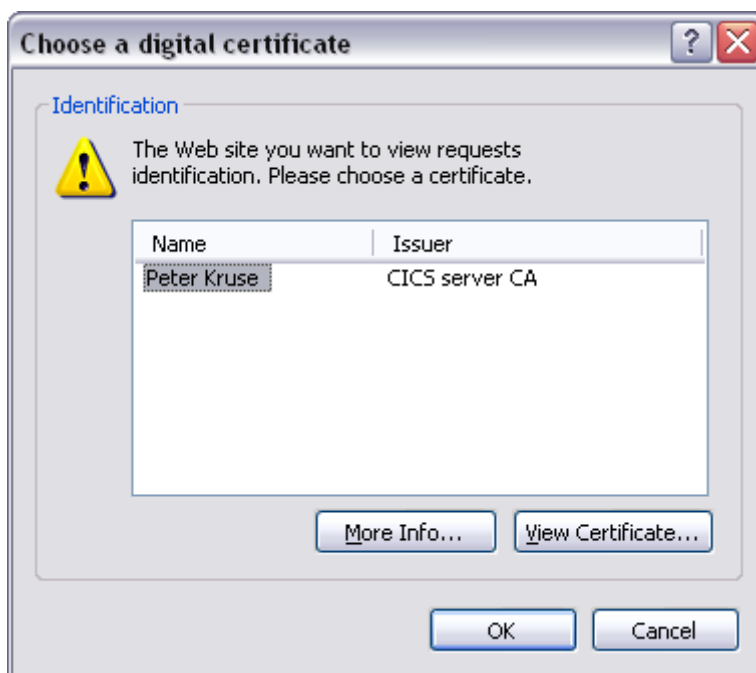 Choose a digital certificate
Identification
The Web site you want to view requests
identification. Please choose a certificate.
Name Issuer
Peter Kruse CICS server CA
More Info... View Certificate...
OK Cancel